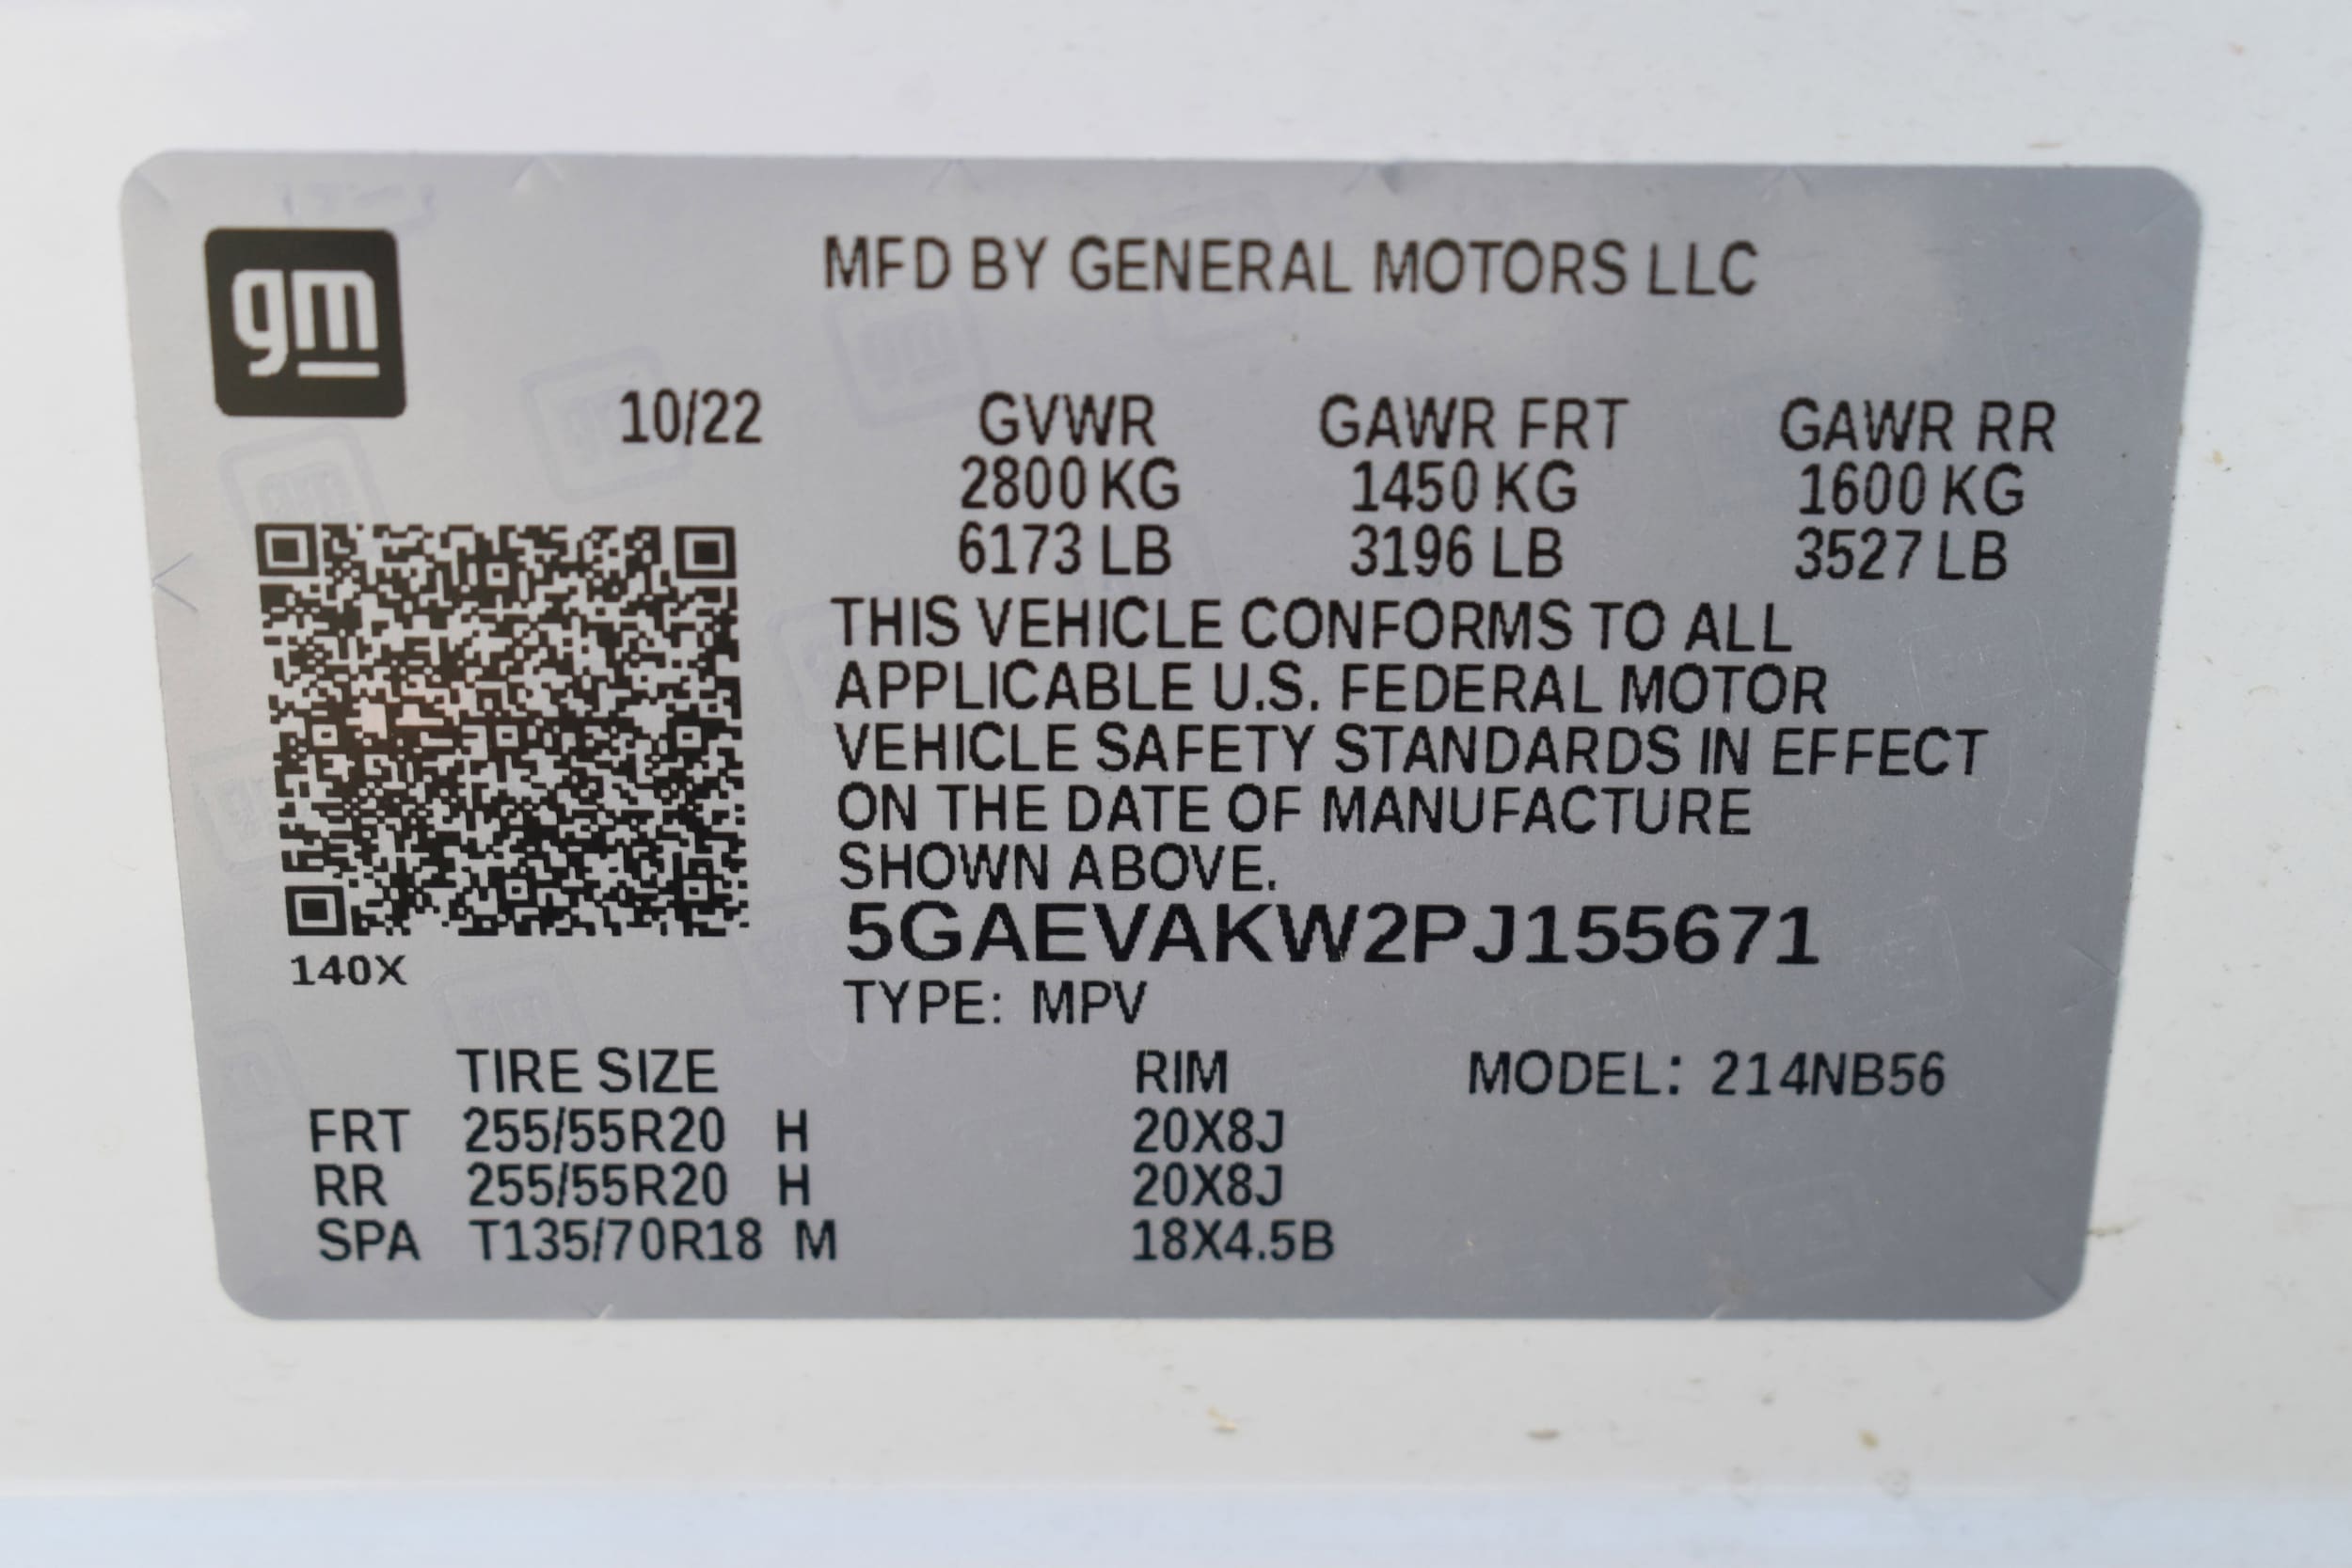 gm
MFD BY GENERAL MOTORS LLC
10/22 GVWR GAWR FRT GAWR RR
2800 KG 1450 KG 1600 KG
6173 LB 3196 LB 3527 LB
THIS VEHICLE CONFORMS TO ALL
APPLICABLE U.S. FEDERAL MOTOR
VEHICLE SAFETY STANDARDS IN EFFECT
ON THE DATE OF MANUFACTURE
SHOWN ABOVE.
5GAEVAKW2PJ155671
140X
TYPE: MPV
TIRE SIZE RIM MODEL: 214NB56
FRT 255/55R20 H 20X8J
RR 255/55R20 H 20X8J
SPA T135/70R18 M 18X4.5B